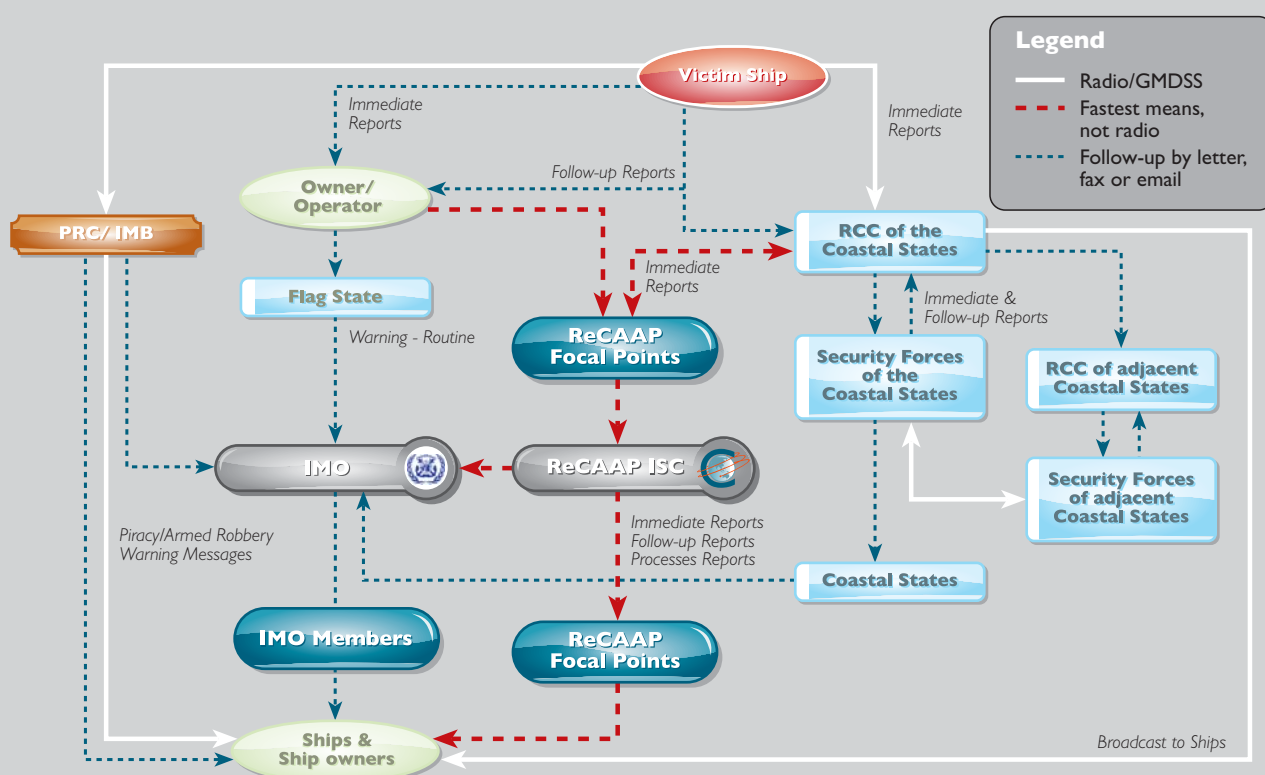 Legend
Radio/GMDSS
Fastest means,
not radio
Follow-up by letter,
fax or email
Victim Ship
Immediate
Reports
Immediate
Reports
Follow-up Reports
Owner/
Operator
PRC/ IMB
RCC of the
Coastal States
Immediate
Reports
Flag State
Immediate &
Follow-up Reports
Warning - Routine
ReCAAP
Focal Points
Security Forces
of the
Coastal States
RCC of adjacent
Coastal States
IMO
ReCAAP ISC
Security Forces
of adjacent
Coastal States
Piracy/Armed Robbery
Warning Messages
Immediate Reports
Follow-up Reports
Processes Reports
Coastal States
IMO Members
ReCAAP
Focal Points
Ships &
Ship owners
Broadcast to Ships